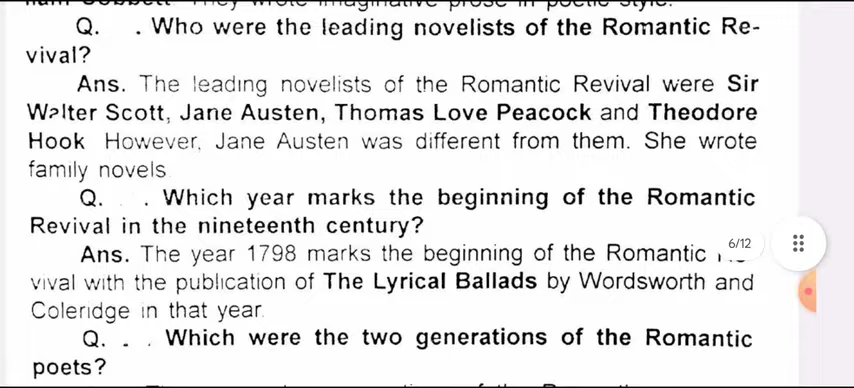 Q. . Who were the leading novelists of the Romantic Re-
vival?
Ans. The leading novelists of the Romantic Revival were Sir
Walter Scott, Jane Austen, Thomas Love Peacock and Theodore
Hook However, Jane Austen was different from them. She wrote
family novels
Q. . Which year marks the beginning of the Romantic
Revival in the nineteenth century?
Ans. The year 1798 marks the beginning of the Romantic
6/12
vival with the publication of The Lyrical Ballads by Wordsworth and
Coleridge in that year.
Q. . . Which were the two generations of the Romantic
poets?